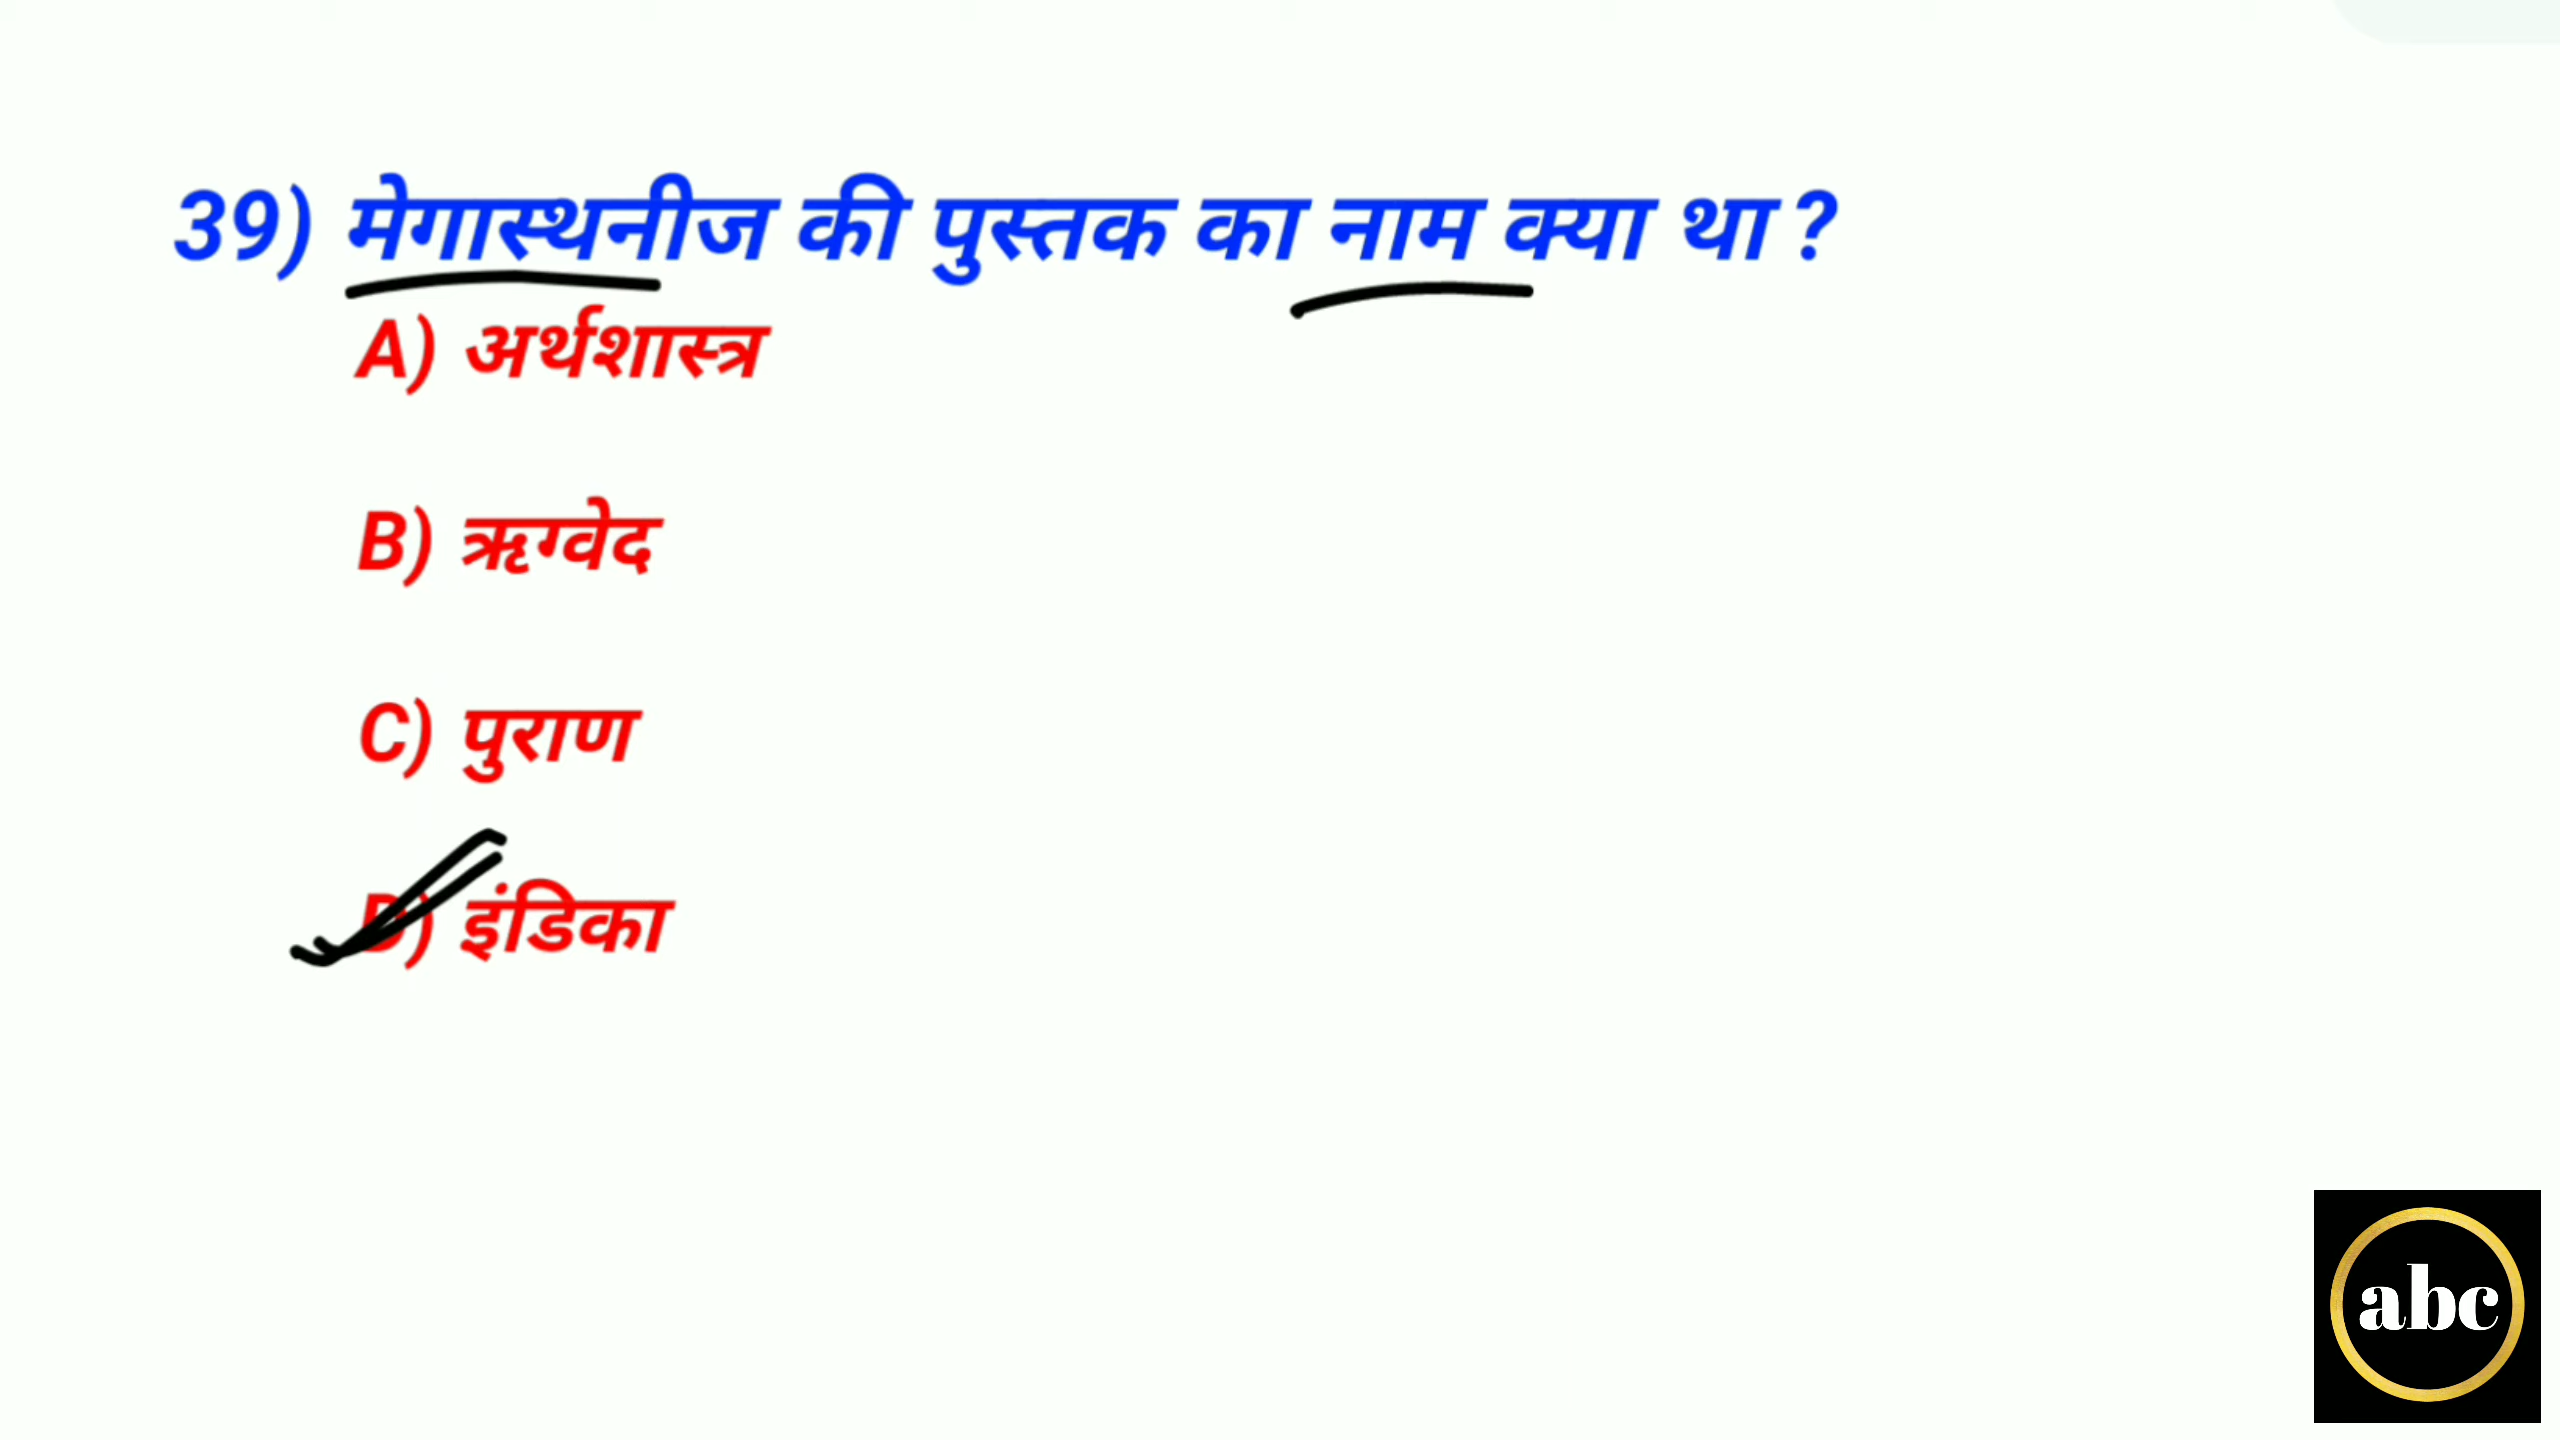 39) मेगास्थनीज की पुस्तक का नाम क्या था ?
A) अर्थशास्त्र
B) ऋग्वेद
C) पुराण
D) इंडिका
abc